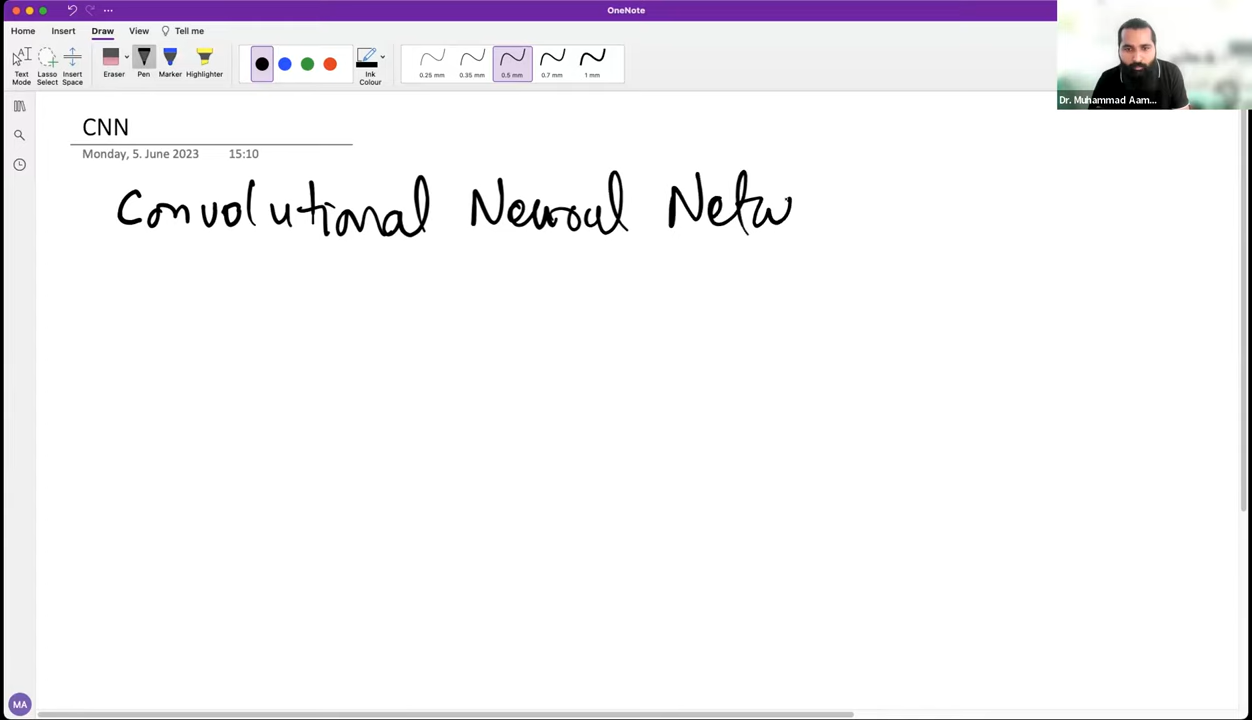 OneNote
Home Insert Draw View Tell me
Text Mode Lasso Select Insert Space Eraser Pen Marker Highlighter Ink Colour 0.25 mm 0.35 mm 0.5 mm 0.7 mm 1 mm
Dr. Muhammad Aam...
CNN
Monday, 5. June 2023 15:10
Convolutional Neural Netw
MA